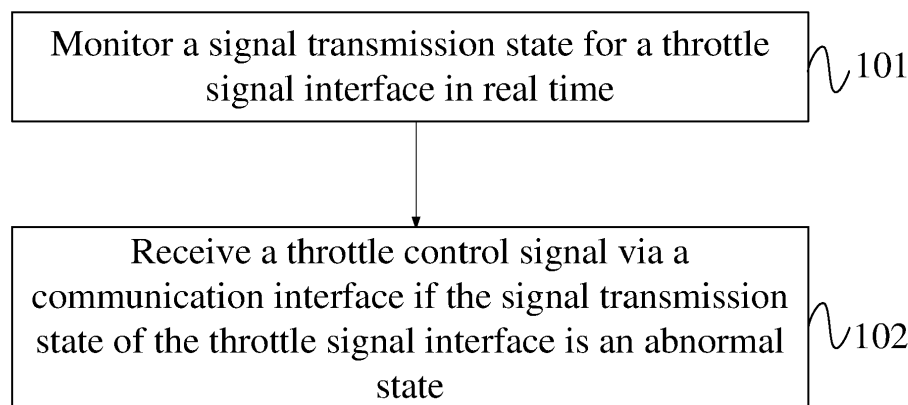 Monitor a signal transmission state for a throttle
signal interface in real time
101
Receive a throttle control signal via a
communication interface if the signal transmission
state of the throttle signal interface is an abnormal
state
102